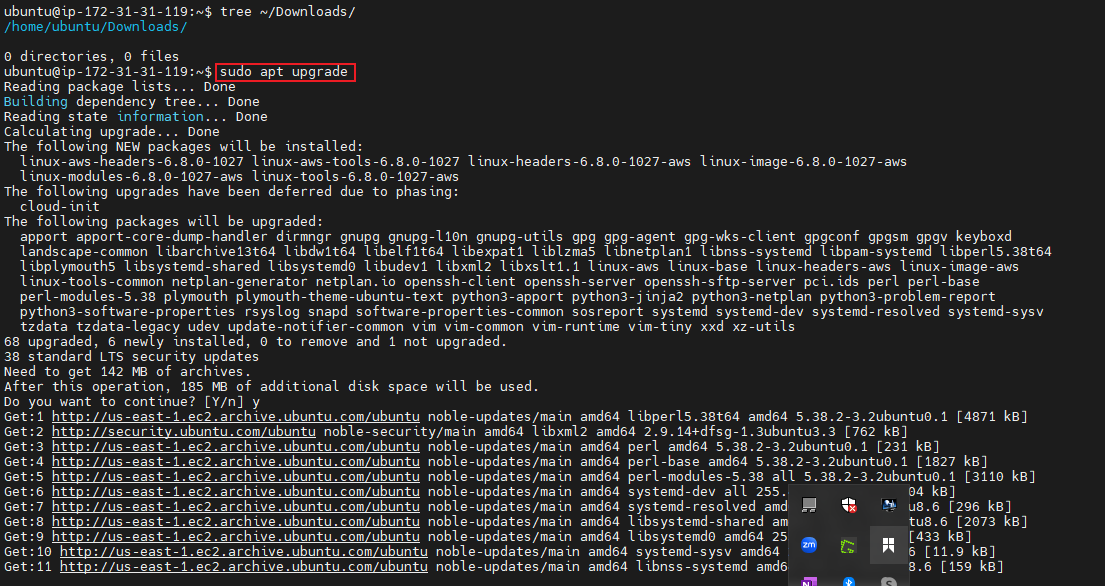 ubuntu@ip-172-31-31-119:~$ tree ~/Downloads/
/home/ubuntu/Downloads/
0 directories, 0 files
ubuntu@ip-172-31-31-119:~$ sudo apt upgrade
Reading package lists... Done
Building dependency tree... Done
Reading state information... Done
Calculating upgrade... Done
The following NEW packages will be installed:
linux-aws-headers-6.8.0-1027 linux-aws-tools-6.8.0-1027 linux-headers-6.8.0-1027-aws linux-image-6.8.0-1027-aws
linux-modules-6.8.0-1027-aws linux-tools-6.8.0-1027-aws
The following upgrades have been deferred due to phasing:
cloud-init
The following packages will be upgraded:
apport apport-core-dump-handler dirmngr gnupg gnupg-l10n gnupg-utils gpg gpg-agent gpg-wks-client gpgconf gpgsm gpgv keyboxd
landscape-common libarchive13t64 libdw1t64 libelf1t64 libexpat1 liblzma5 libnetplan1 libnss-systemd libpam-systemd libperl5.38t64
libplymouth5 libsystemd-shared libsystemd0 libudev1 libxml2 libxslt1.1 linux-aws linux-base linux-headers-aws linux-image-aws
linux-tools-common netplan-generator netplan.io openssh-client openssh-server openssh-sftp-server pci.ids perl perl-base
perl-modules-5.38 plymouth plymouth-theme-ubuntu-text python3-apport python3-jinja2 python3-netplan python3-problem-report
python3-software-properties rsyslog snapd software-properties-common sosreport systemd systemd-dev systemd-resolved systemd-sysv
tzdata tzdata-legacy udev update-notifier-common vim vim-common vim-runtime vim-tiny xxd xz-utils
68 upgraded, 6 newly installed, 0 to remove and 1 not upgraded.
38 standard LTS security updates
Need to get 142 MB of archives.
After this operation, 185 MB of additional disk space will be used.
Do you want to continue? [Y/n] y
Get:1 http://us-east-1.ec2.archive.ubuntu.com/ubuntu noble-updates/main amd64 libperl5.38t64 amd64 5.38.2-3.2ubuntu0.1 [4871 kB]
Get:2 http://security.ubuntu.com/ubuntu noble-security/main amd64 libxml2 amd64 2.9.14+dfsg-1.3ubuntu3.3 [762 kB]
Get:3 http://us-east-1.ec2.archive.ubuntu.com/ubuntu noble-updates/main amd64 perl amd64 5.38.2-3.2ubuntu0.1 [231 kB]
Get:4 http://us-east-1.ec2.archive.ubuntu.com/ubuntu noble-updates/main amd64 perl-base amd64 5.38.2-3.2ubuntu0.1 [1827 kB]
Get:5 http://us-east-1.ec2.archive.ubuntu.com/ubuntu noble-updates/main amd64 perl-modules-5.38 all 5.38.2-3.2ubuntu0.1 [3110 kB]
Get:6 http://us-east-1.ec2.archive.ubuntu.com/ubuntu noble-updates/main amd64 systemd-dev all 255. 04 kB]
Get:7 http://us-east-1.ec2.archive.ubuntu.com/ubuntu noble-updates/main amd64 systemd-resolved amd u8.6 [296 kB]
Get:8 http://us-east-1.ec2.archive.ubuntu.com/ubuntu noble-updates/main amd64 libsystemd-shared am tu8.6 [2073 kB]
Get:9 http://us-east-1.ec2.archive.ubuntu.com/ubuntu noble-updates/main amd64 libsystemd0 amd64 25 [433 kB]
Get:10 http://us-east-1.ec2.archive.ubuntu.com/ubuntu noble-updates/main amd64 systemd-sysv amd64 6 [11.9 kB]
Get:11 http://us-east-1.ec2.archive.ubuntu.com/ubuntu noble-updates/main amd64 libnss-systemd amd6 8.6 [159 kB]
zm
N
S